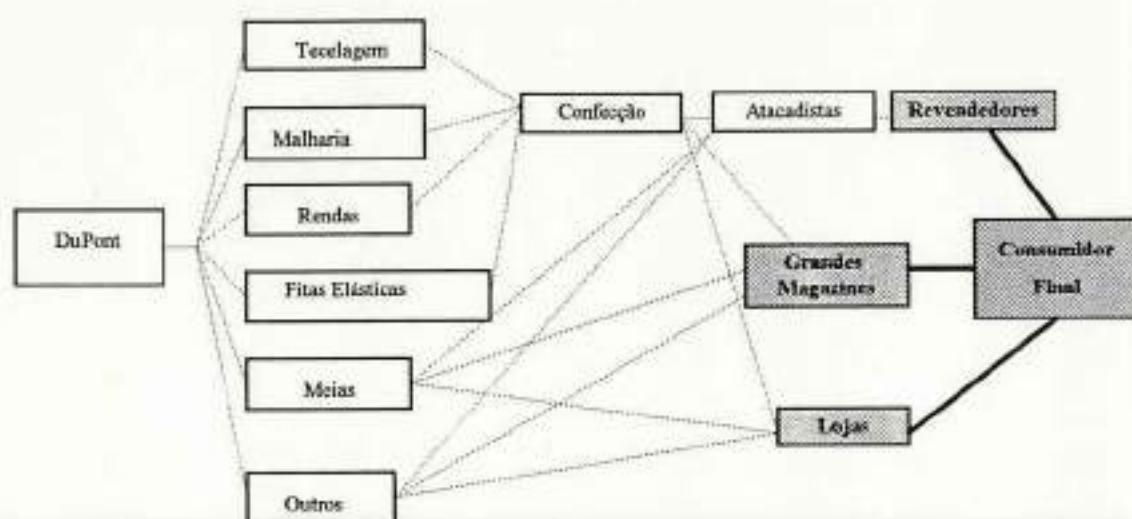 Tecelagem
Confecção
Atacadistas
Revendedores
Malharia
Rendas
DuPont
Consumidor
Final
Grandes
Magazines
Fitas Elásticas
Meias
Lojas
Outros